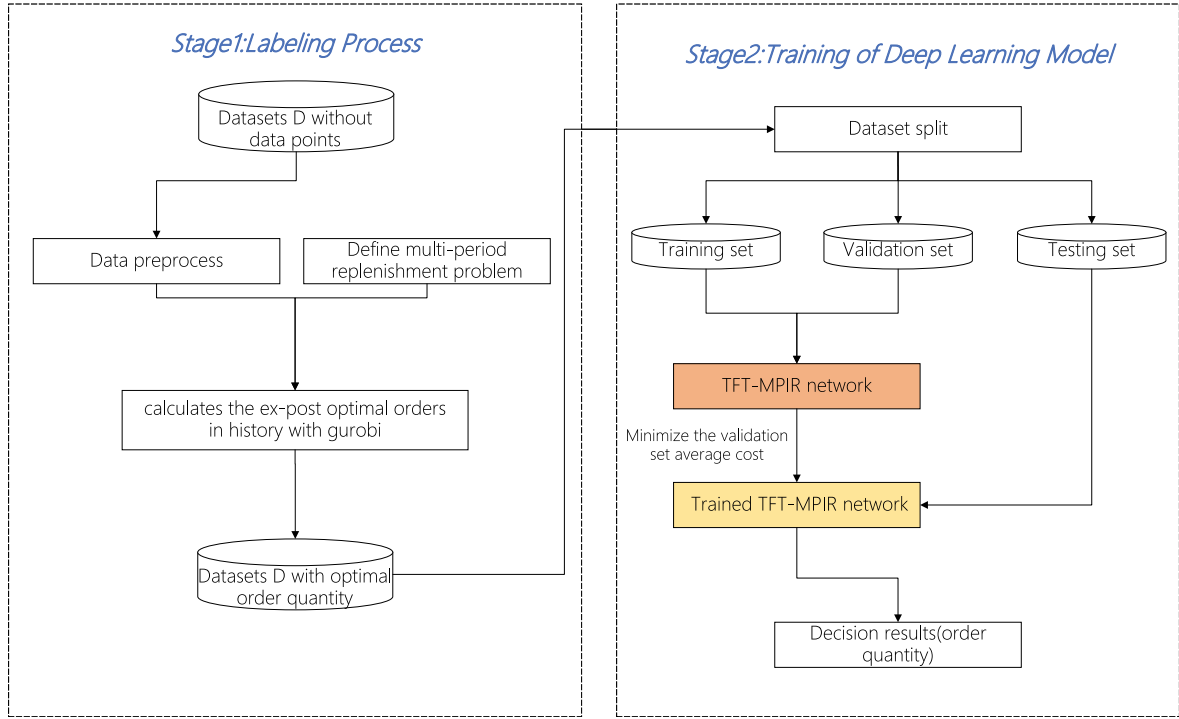 Stage1:Labeling Process
Datasets D without
data points
Data preprocess
Define multi-period
replenishment problem
calculates the ex-post optimal orders
in history with gurobi
Datasets D with optimal
order quantity
Stage2:Training of Deep Learning Model
Dataset split
Training set
Validation set
Testing set
TFT-MPIR network
Minimize the validation
set average cost
Trained TFT-MPIR network
Decision results(order
quantity)